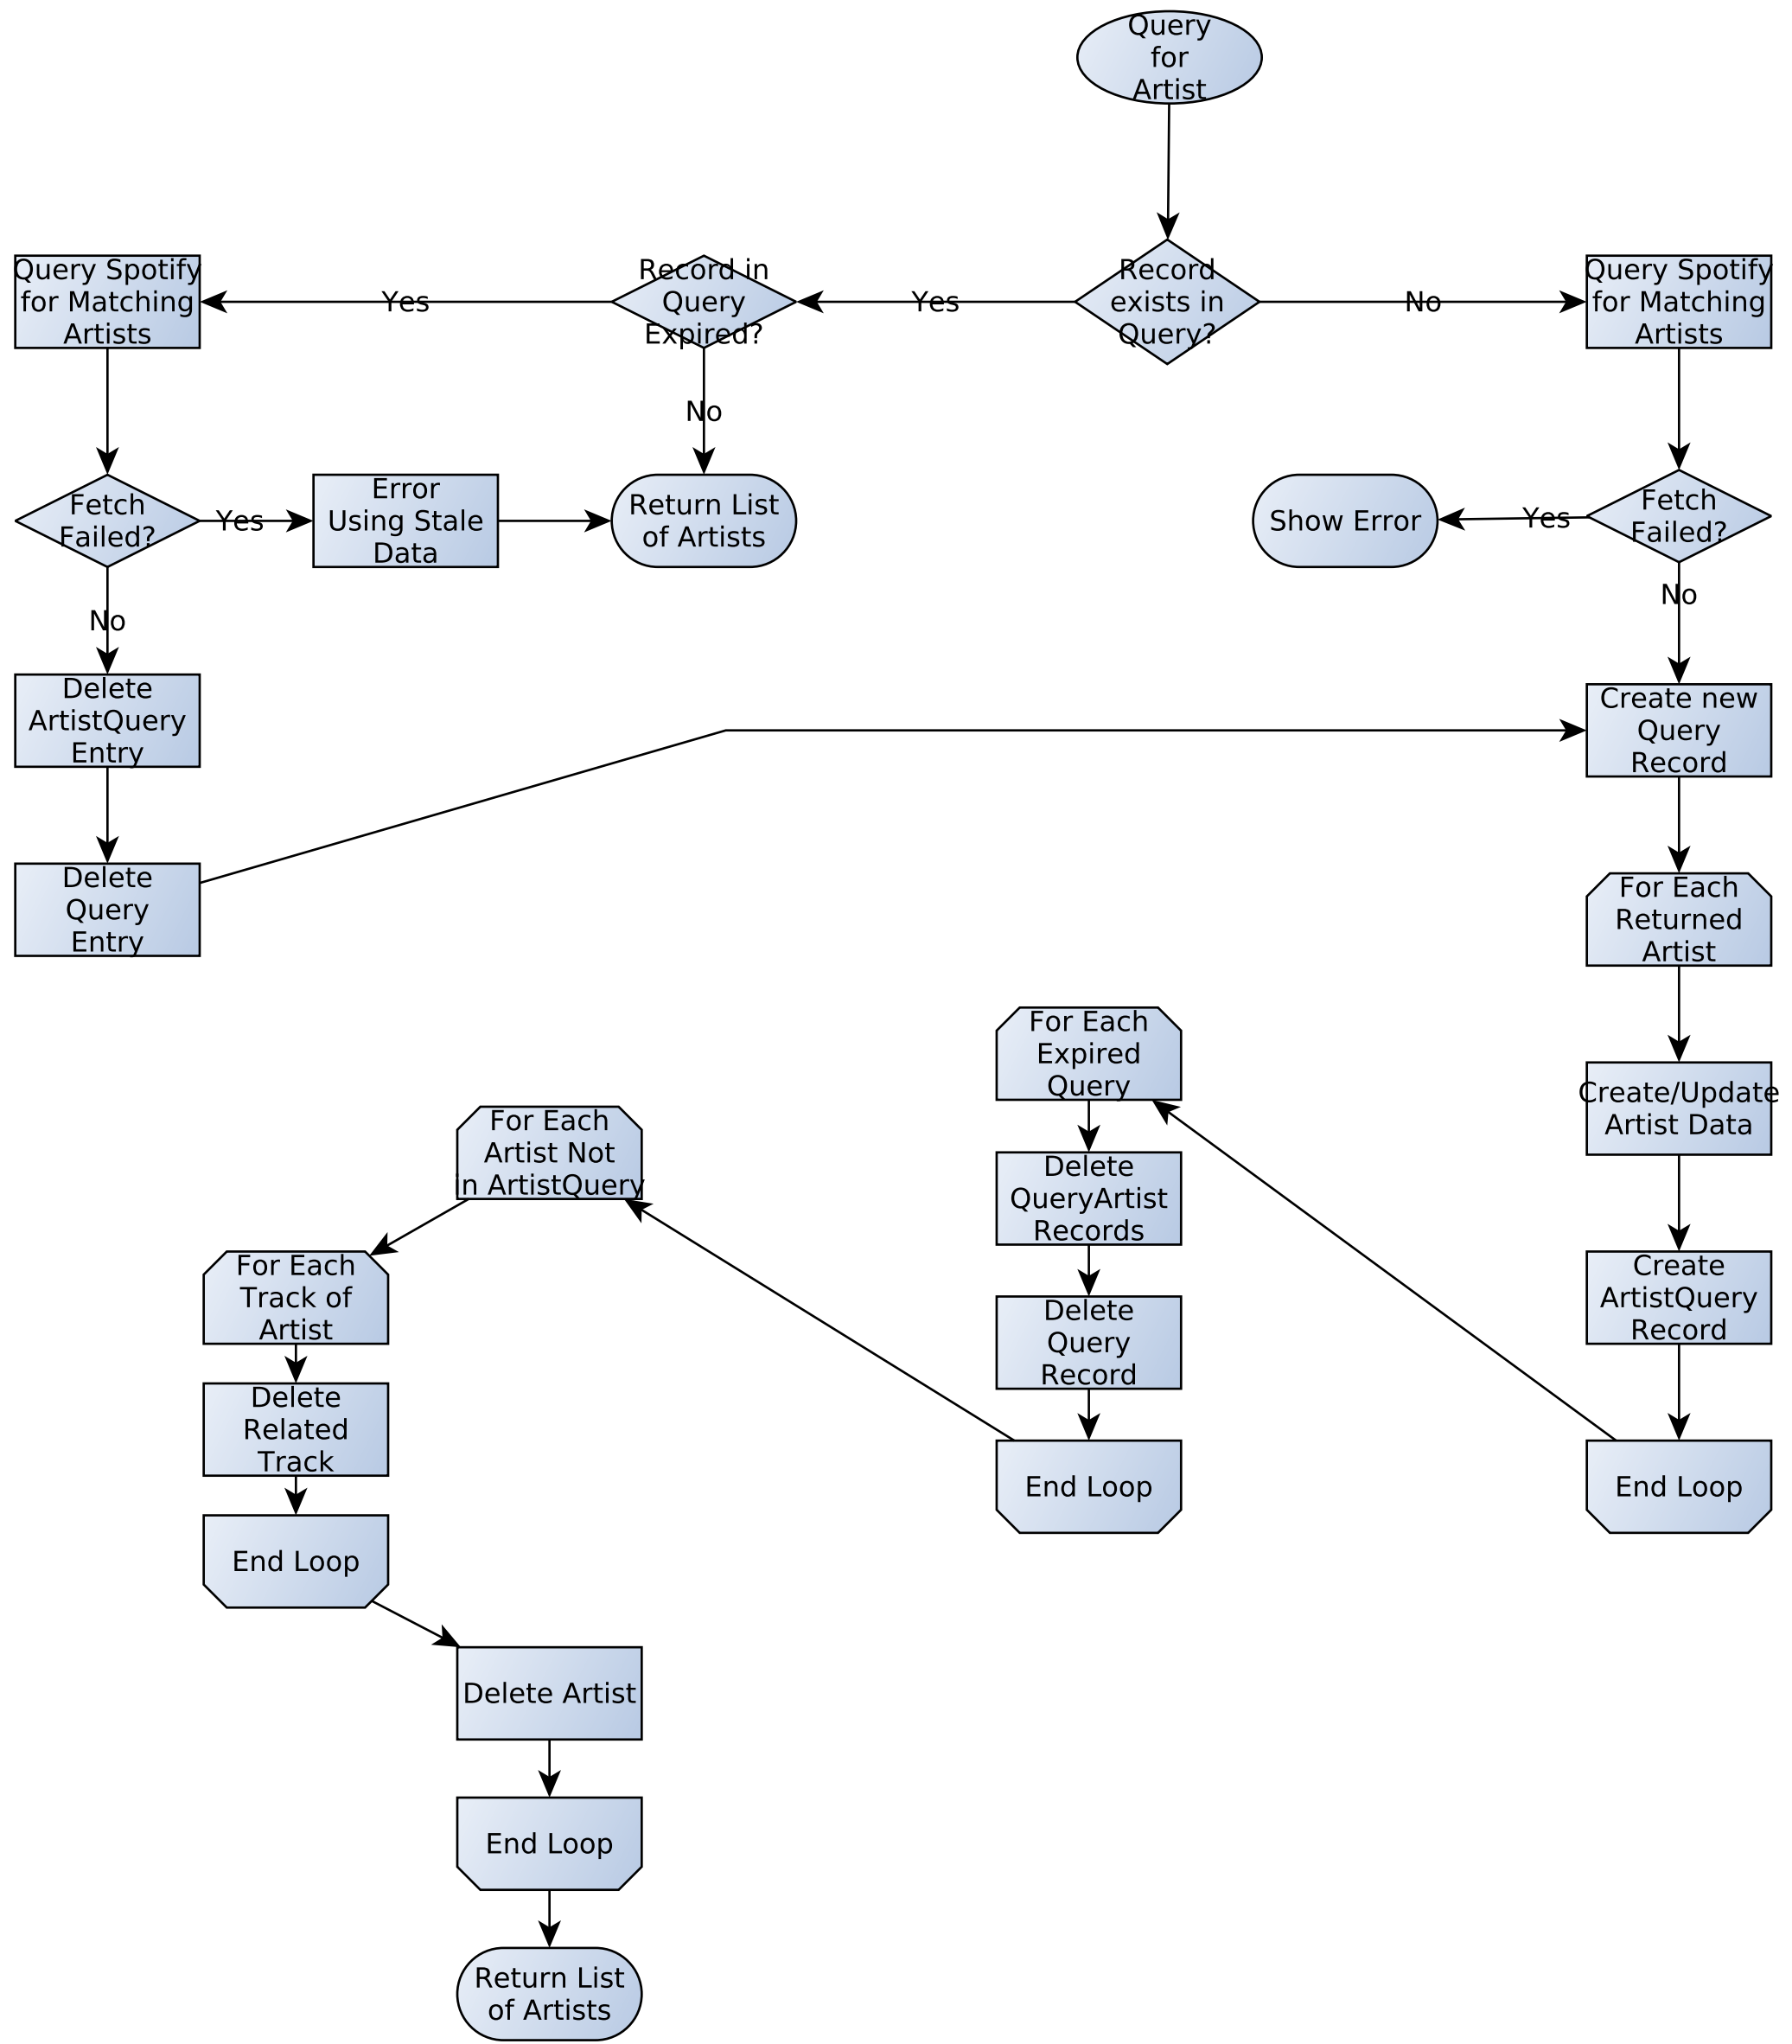 Query
for
Artist
Query Spotify
for Matching
Artists
Yes
Record in
Query
Expired?
Yes
Record
exists in
Query?
No
Query Spotify
for Matching
Artists
No
Fetch
Failed?
Yes
Error
Using Stale
Data
Return List
of Artists
Show Error
Yes
Fetch
Failed?
No
No
Delete
ArtistQuery
Entry
Create new
Query
Record
Delete
Query
Entry
For Each
Returned
Artist
For Each
Expired
Query
Create/Update
Artist Data
For Each
Artist Not
in ArtistQuery
Delete
QueryArtist
Records
For Each
Track of
Artist
Create
ArtistQuery
Record
Delete
Query
Record
Delete
Related
Track
End Loop
End Loop
End Loop
Delete Artist
End Loop
Return List
of Artists